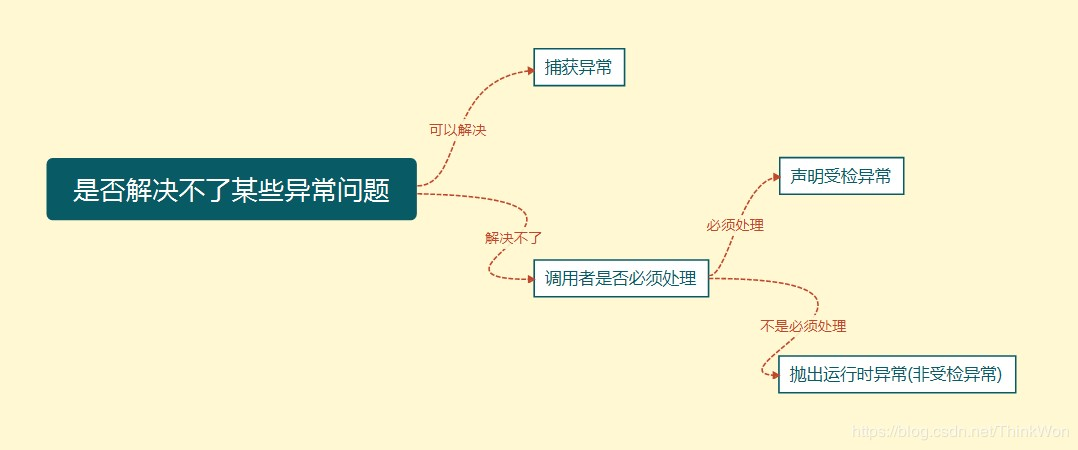 捕获异常
可以解决
是否解决不了某些异常问题
声明受检异常
必须处理
解决不了
调用者是否必须处理
不是必须处理
抛出运行时异常(非受检异常)
https://blog.csdn.net/ThinkWon